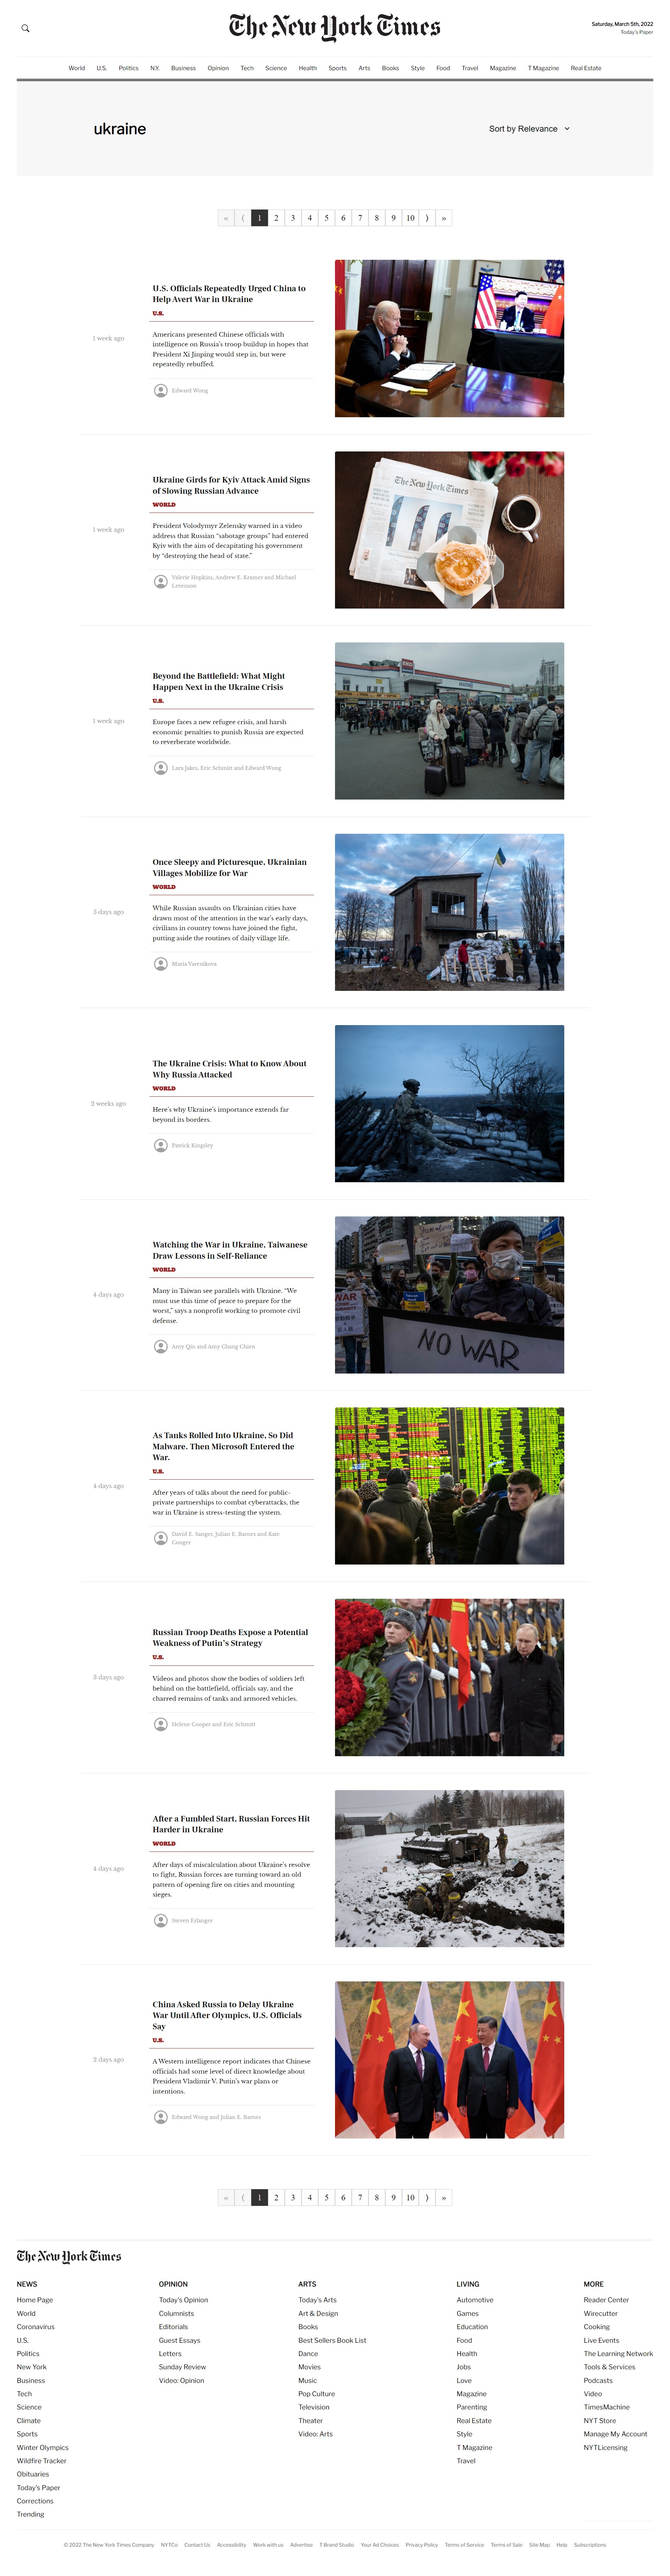 The New York Times
Saturday, March 5th, 2022
Today's Paper
World U.S. Politics N.Y. Business Opinion Tech Science Health Sports Arts Books Style Food Travel Magazine T Magazine Real Estate
ukraine
Sort by Relevance
« ⟨ 1 2 3 4 5 6 7 8 9 10 ⟩ »
1 week ago
U.S. Officials Repeatedly Urged China to
Help Avert War in Ukraine
U.S.
Americans presented Chinese officials with
intelligence on Russia's troop buildup in hopes that
President Xi Jinping would step in, but were
repeatedly rebuffed.
Edward Wong
1 week ago
Ukraine Girds for Kyiv Attack Amid Signs
of Slowing Russian Advance
WORLD
President Volodymyr Zelensky warned in a video
address that Russian “sabotage groups” had entered
Kyiv with the aim of decapitating his government
by “destroying the head of state.”
Valerie Hopkins, Andrew E. Kramer and Michael
Levenson
The New York Times
1 week ago
Beyond the Battlefield: What Might
Happen Next in the Ukraine Crisis
U.S.
Europe faces a new refugee crisis, and harsh
economic penalties to punish Russia are expected
to reverberate worldwide.
Lara Jakes, Eric Schmitt and Edward Wong
3 days ago
Once Sleepy and Picturesque, Ukrainian
Villages Mobilize for War
WORLD
While Russian assaults on Ukrainian cities have
drawn most of the attention in the war's early days,
civilians in country towns have joined the fight,
putting aside the routines of daily village life.
Maria Varenikova
2 weeks ago
The Ukraine Crisis: What to Know About
Why Russia Attacked
WORLD
Here's why Ukraine's importance extends far
beyond its borders.
Patrick Kingsley
4 days ago
Watching the War in Ukraine, Taiwanese
Draw Lessons in Self-Reliance
WORLD
Many in Taiwan see parallels with Ukraine. “We
must use this time of peace to prepare for the
worst,” says a nonprofit working to promote civil
defense.
Amy Qin and Amy Chang Chien
WAR
NO WAR
4 days ago
As Tanks Rolled Into Ukraine, So Did
Malware. Then Microsoft Entered the
War.
U.S.
After years of talks about the need for public-
private partnerships to combat cyberattacks, the
war in Ukraine is stress-testing the system.
David E. Sanger, Julian E. Barnes and Kate
Conger
3 days ago
Russian Troop Deaths Expose a Potential
Weakness of Putin's Strategy
U.S.
Videos and photos show the bodies of soldiers left
behind on the battlefield, officials say, and the
charred remains of tanks and armored vehicles.
Helene Cooper and Eric Schmitt
4 days ago
After a Fumbled Start, Russian Forces Hit
Harder in Ukraine
WORLD
After days of miscalculation about Ukraine's resolve
to fight, Russian forces are turning toward an old
pattern of opening fire on cities and mounting
sieges.
Steven Erlanger
2 days ago
China Asked Russia to Delay Ukraine
War Until After Olympics, U.S. Officials
Say
U.S.
A Western intelligence report indicates that Chinese
officials had some level of direct knowledge about
President Vladimir V. Putin's war plans or
intentions.
Edward Wong and Julian E. Barnes
« ⟨ 1 2 3 4 5 6 7 8 9 10 ⟩ »
The New York Times
NEWS
Home Page
World
Coronavirus
U.S.
Politics
New York
Business
Tech
Science
Climate
Sports
Winter Olympics
Wildfire Tracker
Obituaries
Today's Paper
Corrections
Trending
OPINION
Today's Opinion
Columnists
Editorials
Guest Essays
Letters
Sunday Review
Video: Opinion
ARTS
Today's Arts
Art & Design
Books
Best Sellers Book List
Dance
Movies
Music
Pop Culture
Television
Theater
Video: Arts
LIVING
Automotive
Games
Education
Food
Health
Jobs
Love
Magazine
Parenting
Real Estate
Style
T Magazine
Travel
MORE
Reader Center
Wirecutter
Cooking
Live Events
The Learning Network
Tools & Services
Podcasts
Video
TimesMachine
NYT Store
Manage My Account
NYTLicensing
© 2022 The New York Times Company NYTCo Contact Us Accessibility Work with us Advertise T Brand Studio Your Ad Choices Privacy Policy Terms of Service Terms of Sale Site Map Help Subscriptions